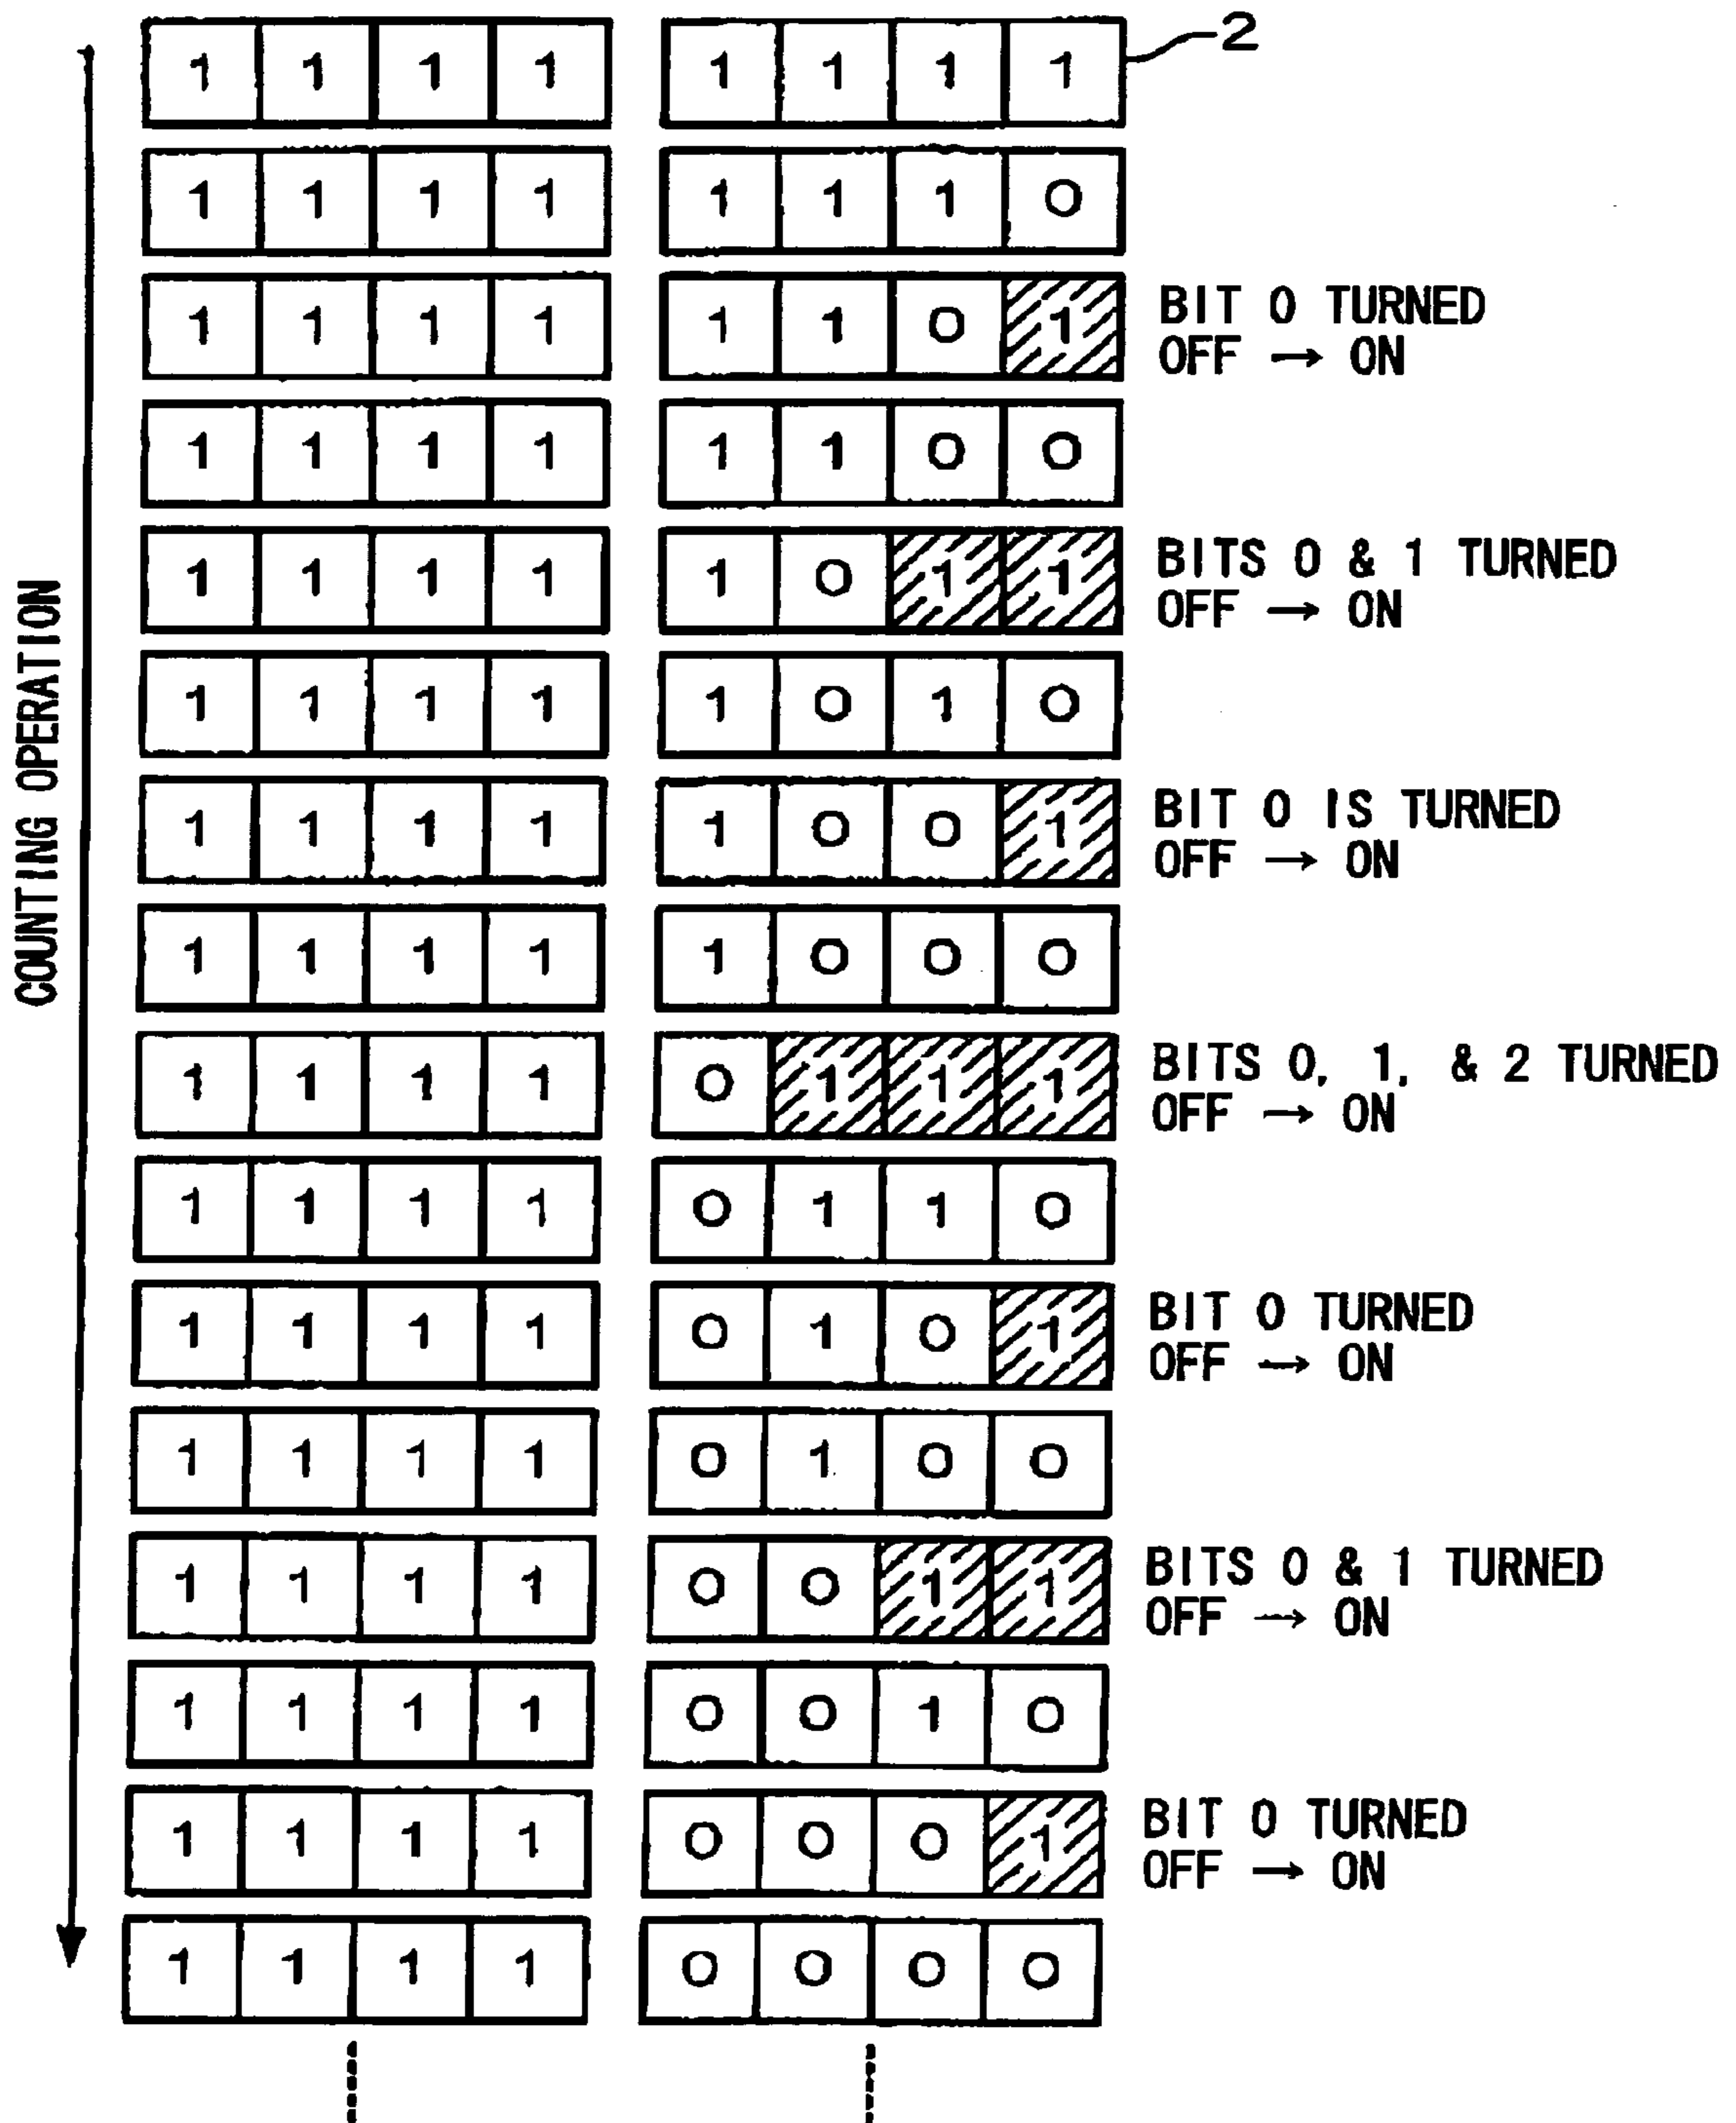 1 1 1 1 1 1 1 1 2
1 1 1 1 1 1 1 0
1 1 1 1 1 1 0 1 BIT 0 TURNED
OFF → ON
1 1 1 1 1 1 0 0
1 1 1 1 1 0 1 1 BITS 0 & 1 TURNED
OFF → ON
1 1 1 1 1 0 1 0
1 1 1 1 1 0 0 1 BIT 0 IS TURNED
OFF → ON
1 1 1 1 1 0 0 0
1 1 1 1 0 1 1 1 BITS 0, 1, & 2 TURNED
OFF → ON
1 1 1 1 0 1 1 0
1 1 1 1 0 1 0 1 BIT 0 TURNED
OFF → ON
1 1 1 1 0 1 0 0
1 1 1 1 0 0 1 1 BITS 0 & 1 TURNED
OFF → ON
1 1 1 1 0 0 1 0
1 1 1 1 0 0 0 1 BIT 0 TURNED
OFF → ON
1 1 1 1 0 0 0 0
COUNTING OPERATION